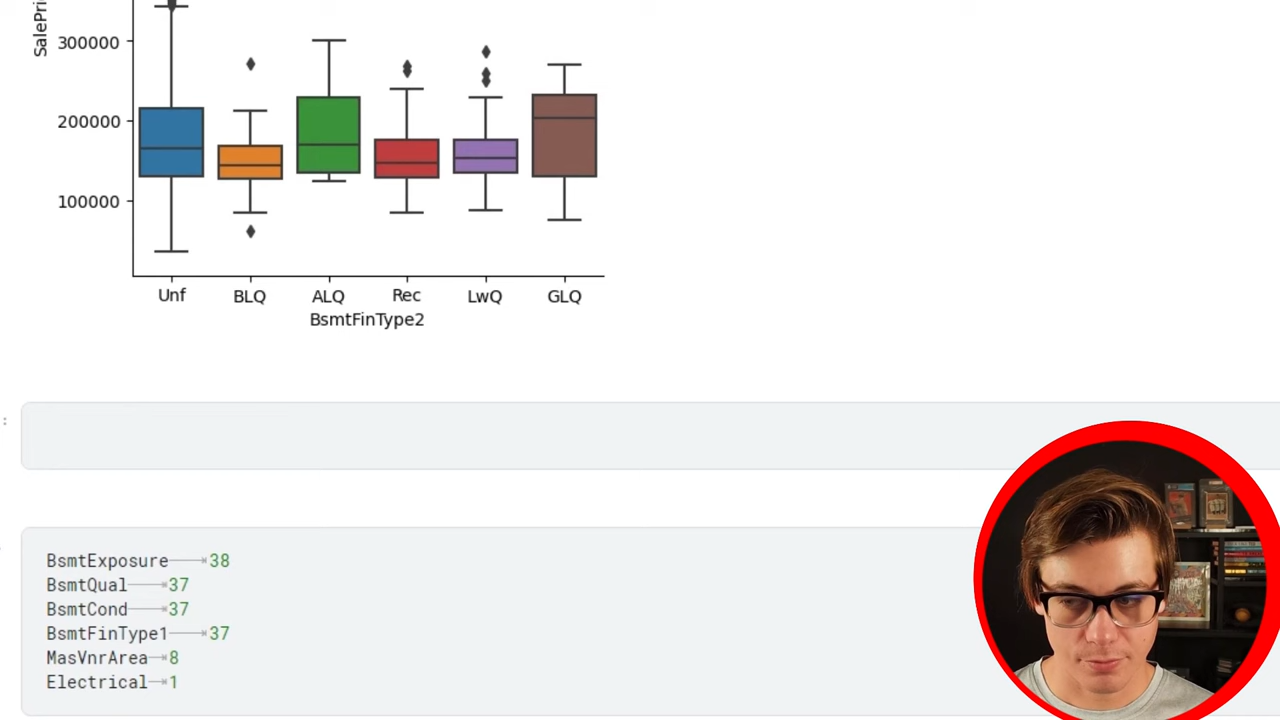 300000
200000
100000
Unf BLQ ALQ Rec LwQ GLQ
BsmtFinType2
:
BsmtExposure 38
BsmtQual 37
BsmtCond 37
BsmtFinType1 37
MasVnrArea 8
Electrical 1